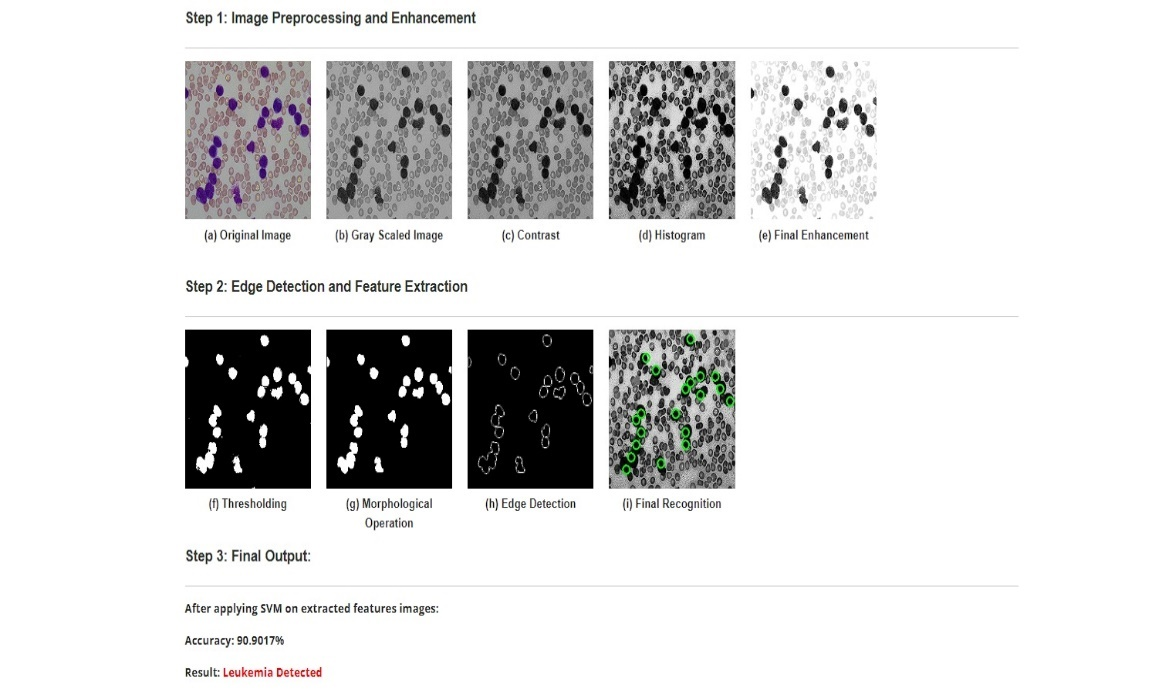 Step 1: Image Preprocessing and Enhancement
(a) Original Image
(b) Gray Scaled Image
(c) Contrast
(d) Histogram
(e) Final Enhancement
Step 2: Edge Detection and Feature Extraction
(f) Thresholding
(g) Morphological
Operation
(h) Edge Detection
(i) Final Recognition
Step 3: Final Output:
After applying SVM on extracted features images:
Accuracy: 90.9017%
Result: Leukemia Detected